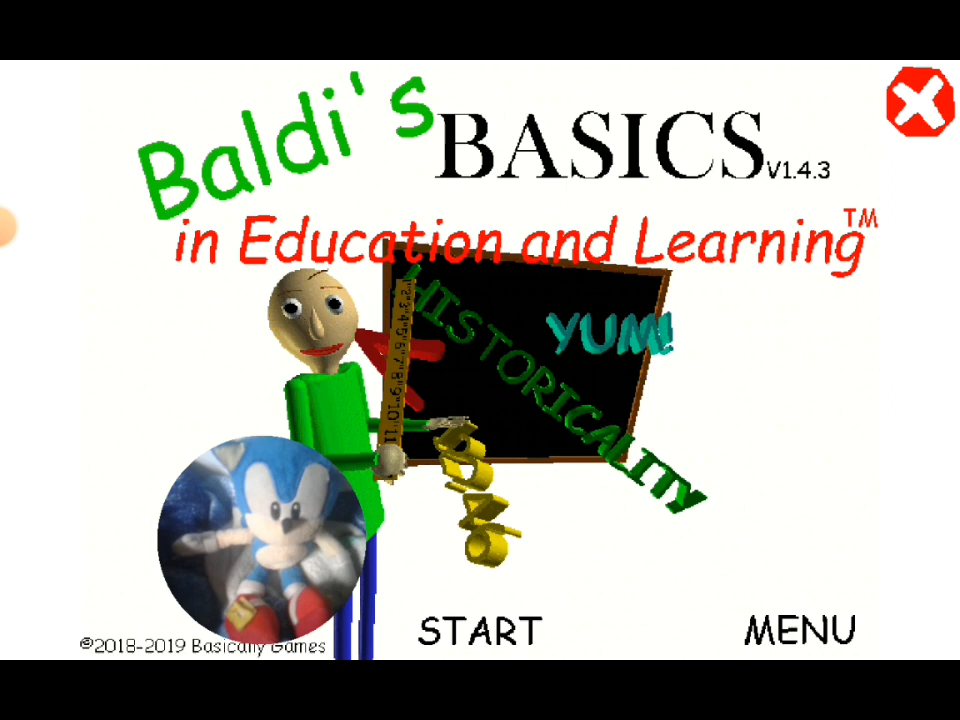 Baldi's
BASICS V1.4.3
in Education and Learning TM
HISTORICALITY
YUM!
START
MENU
©2018-2019 Basically Games